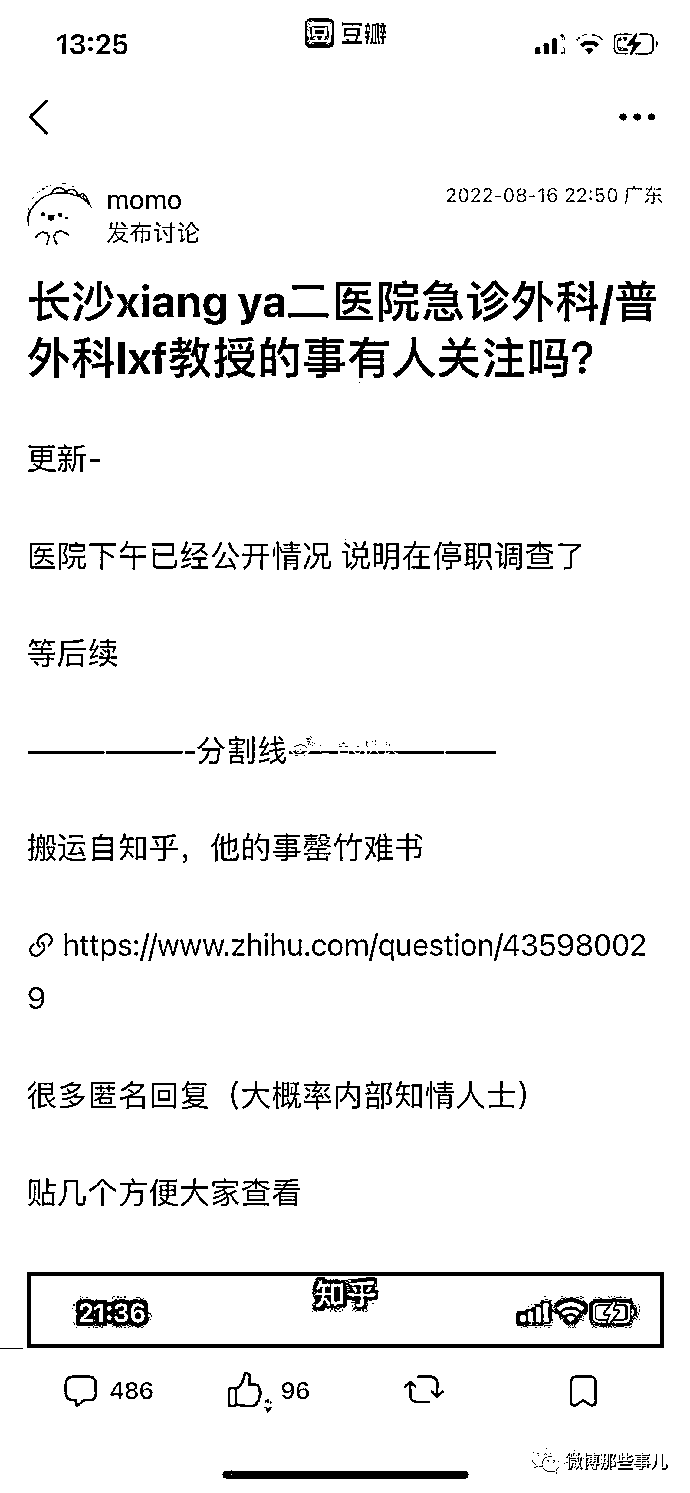 13:25
豆瓣
momo
2022-08-16 22:50 广东
发布讨论
长沙xiang ya二医院急诊外科/普
外科lxf教授的事有人关注吗？
更新-
医院下午已经公开情况 说明在停职调查了
等后续
——————-分割线———————
搬运自知乎，他的事罄竹难书
https://www.zhihu.com/question/43598002
9
很多匿名回复（大概率内部知情人士）
贴几个方便大家查看
21:36
知乎
486
96
微博那些事儿